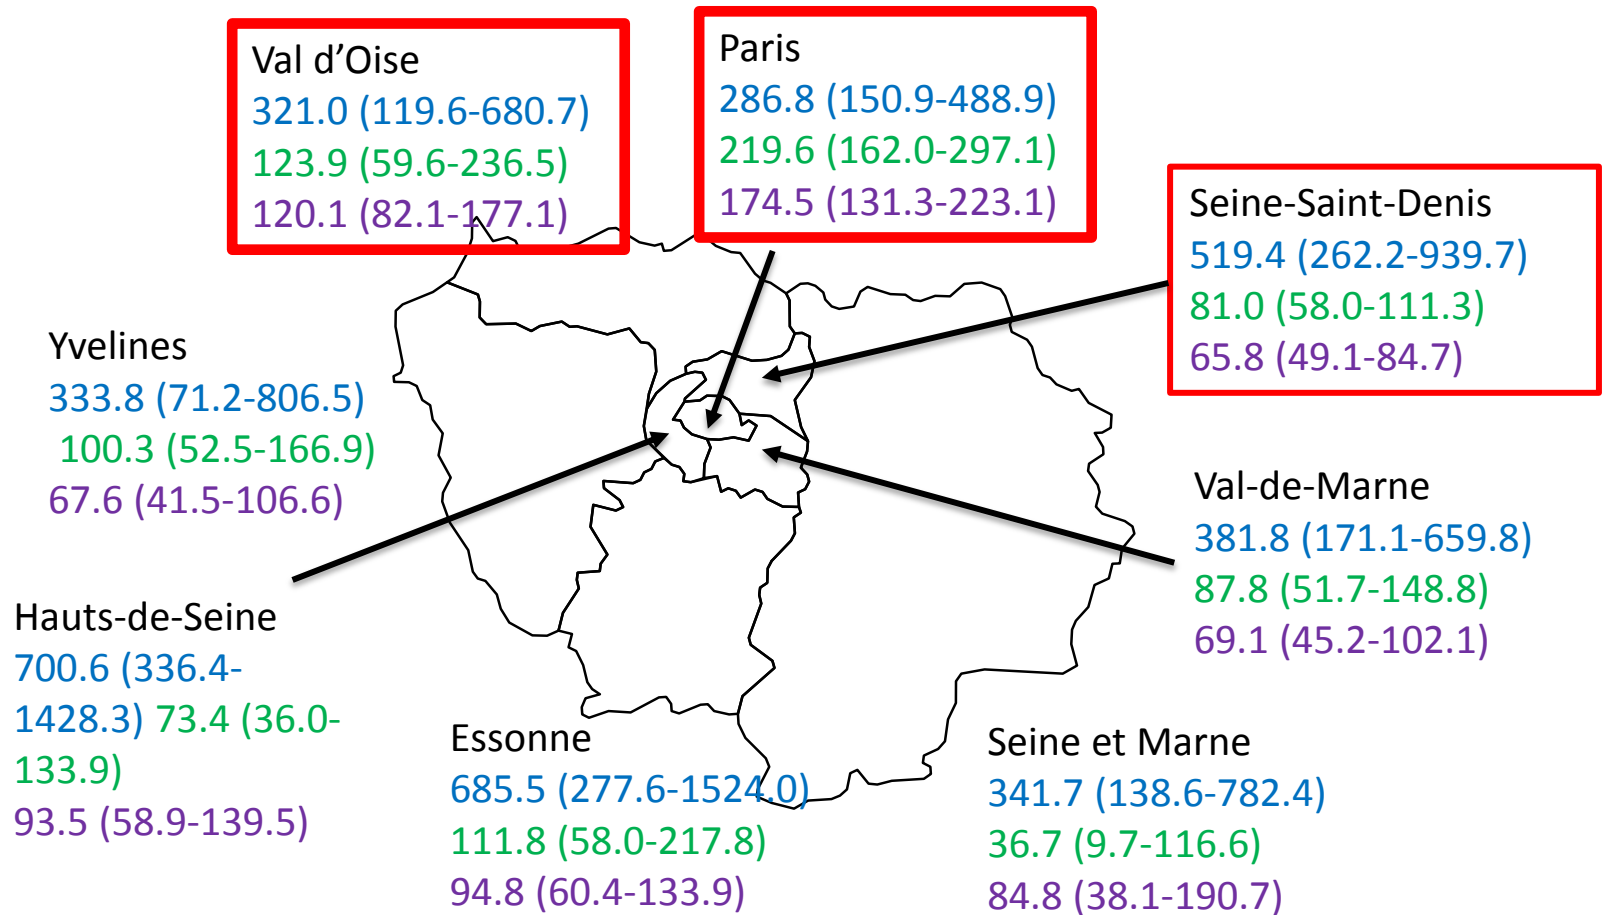 Val d’Oise
321.0 (119.6-680.7)
123.9 (59.6-236.5)
120.1 (82.1-177.1)
Paris
286.8 (150.9-488.9)
219.6 (162.0-297.1)
174.5 (131.3-223.1)
Seine-Saint-Denis
519.4 (262.2-939.7)
81.0 (58.0-111.3)
65.8 (49.1-84.7)
Yvelines
333.8 (71.2-806.5)
100.3 (52.5-166.9)
67.6 (41.5-106.6)
Val-de-Marne
381.8 (171.1-659.8)
87.8 (51.7-148.8)
69.1 (45.2-102.1)
Hauts-de-Seine
700.6 (336.4-
1428.3) 73.4 (36.0-
133.9)
93.5 (58.9-139.5)
Essonne
685.5 (277.6-1524.0)
111.8 (58.0-217.8)
94.8 (60.4-133.9)
Seine et Marne
341.7 (138.6-782.4)
36.7 (9.7-116.6)
84.8 (38.1-190.7)